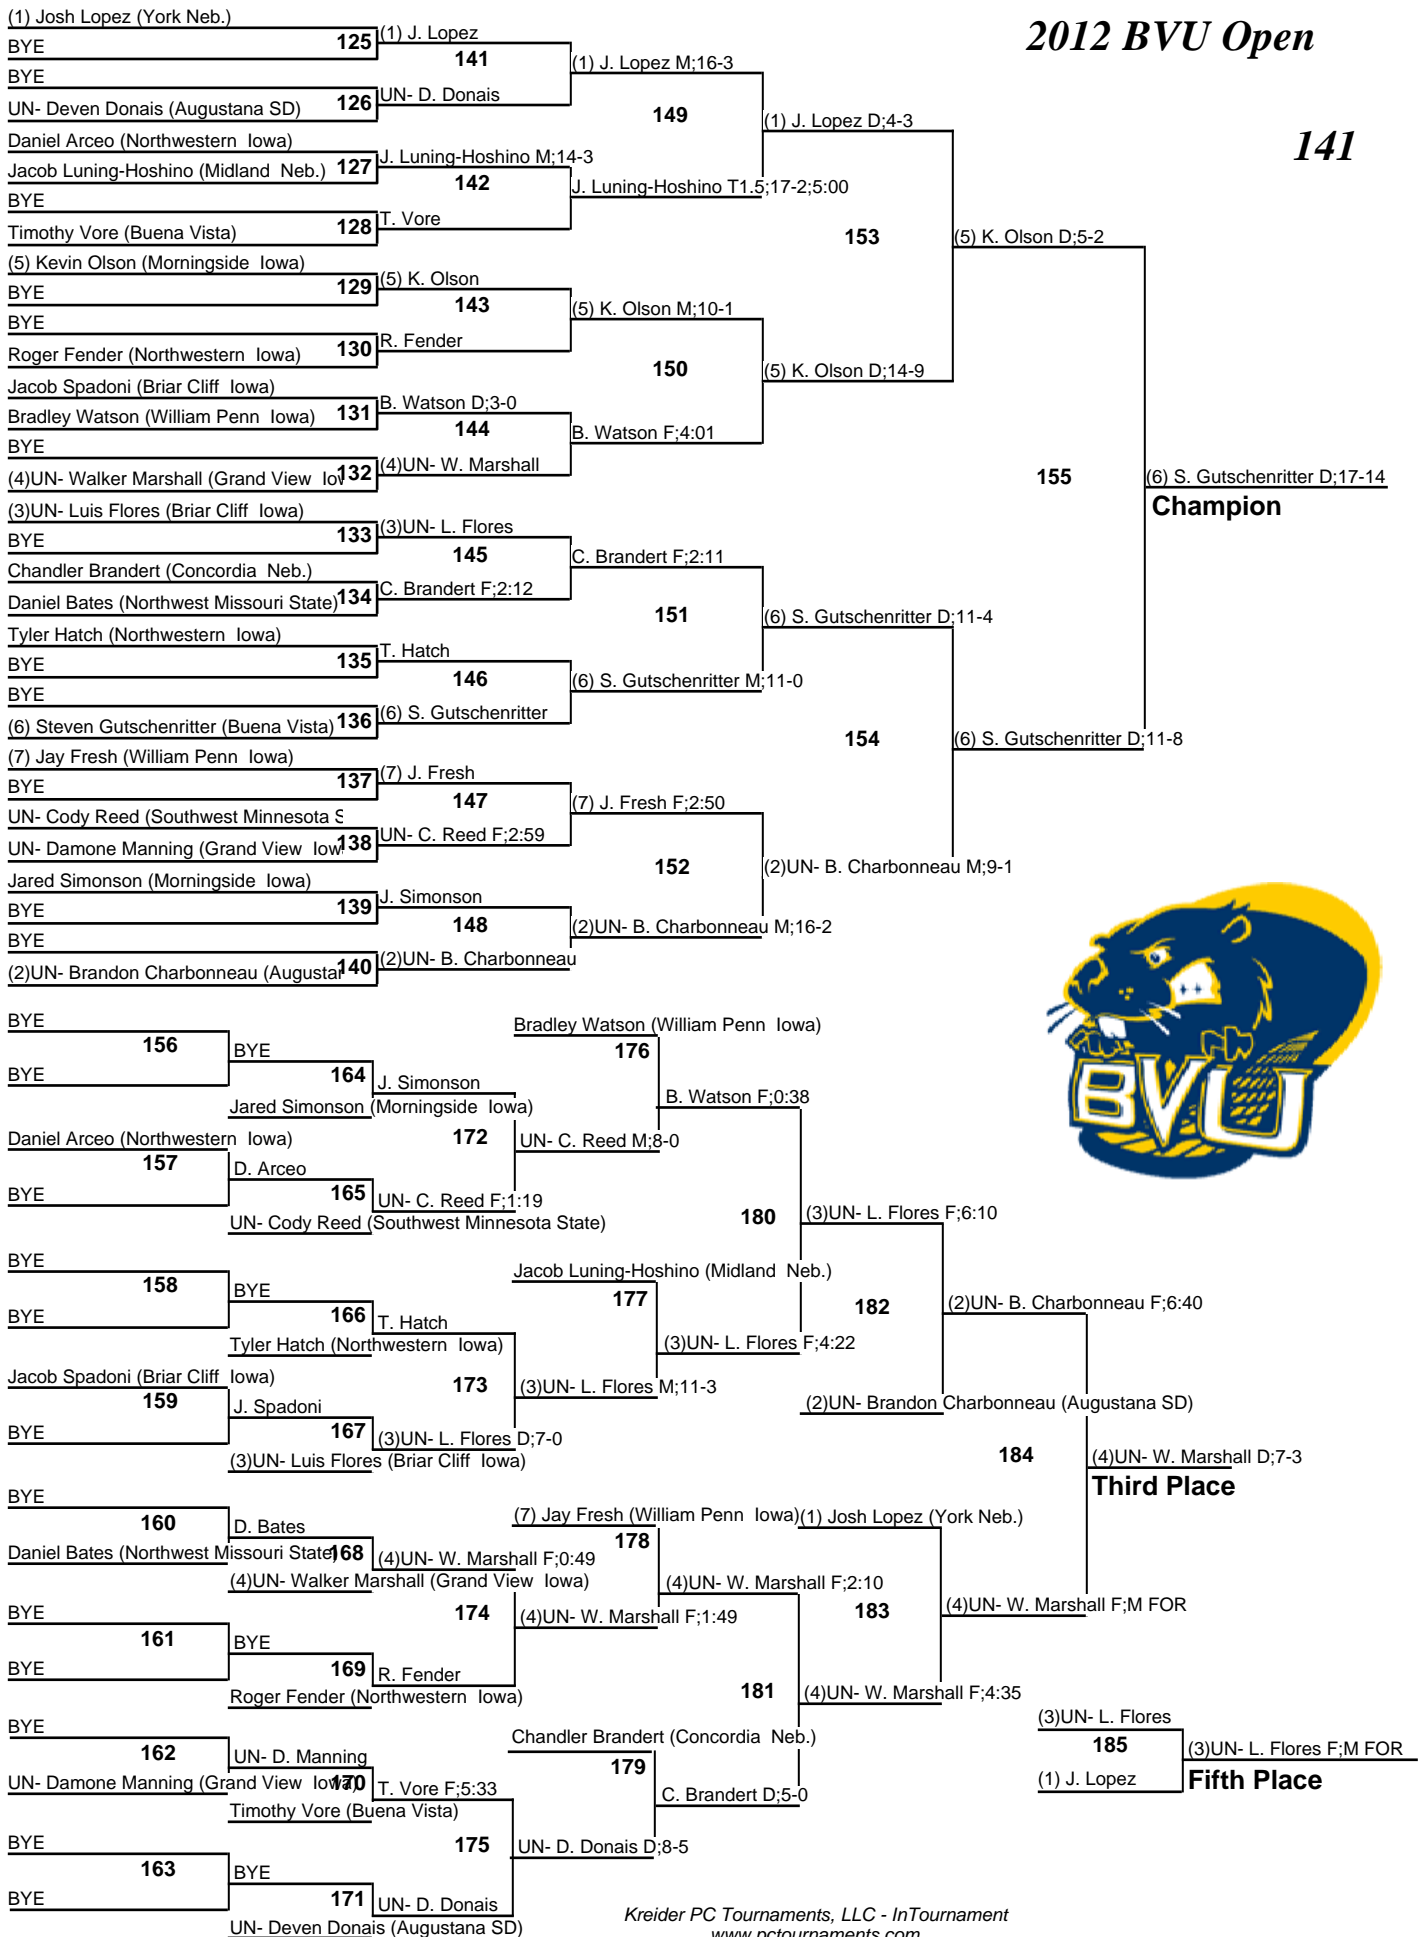 2012 BVU Open
141
(1) Josh Lopez (York Neb.)
BYE
125
(1) J. Lopez
BYE
141
(1) J. Lopez M;16-3
UN- Deven Donais (Augustana SD)
126
UN- D. Donais
149
(1) J. Lopez D;4-3
Daniel Arceo (Northwestern Iowa)
Jacob Luning-Hoshino (Midland Neb.)
127
J. Luning-Hoshino M;14-3
142
J. Luning-Hoshino T1.5;17-2;5:00
BYE
Timothy Vore (Buena Vista)
128
T. Vore
153
(5) K. Olson D;5-2
(5) Kevin Olson (Morningside Iowa)
BYE
129
(5) K. Olson
143
(5) K. Olson M;10-1
BYE
Roger Fender (Northwestern Iowa)
130
R. Fender
150
(5) K. Olson D;14-9
Jacob Spadoni (Briar Cliff Iowa)
Bradley Watson (William Penn Iowa)
131
B. Watson D;3-0
144
B. Watson F;4:01
BYE
(4)UN- Walker Marshall (Grand View Iow
132
(4)UN- W. Marshall
155
(6) S. Gutschenritter D;17-14
Champion
(3)UN- Luis Flores (Briar Cliff Iowa)
BYE
133
(3)UN- L. Flores
145
C. Brandert F;2:11
Chandler Brandert (Concordia Neb.)
Daniel Bates (Northwest Missouri State)
134
C. Brandert F;2:12
151
(6) S. Gutschenritter D;11-4
Tyler Hatch (Northwestern Iowa)
BYE
135
T. Hatch
146
(6) S. Gutschenritter M;11-0
BYE
(6) Steven Gutschenritter (Buena Vista)
136
(6) S. Gutschenritter
154
(6) S. Gutschenritter D;11-8
(7) Jay Fresh (William Penn Iowa)
BYE
137
(7) J. Fresh
147
(7) J. Fresh F;2:50
UN- Cody Reed (Southwest Minnesota S
UN- Damone Manning (Grand View Iow
138
UN- C. Reed F;2:59
152
(2)UN- B. Charbonneau M;9-1
Jared Simonson (Morningside Iowa)
BYE
139
J. Simonson
148
(2)UN- B. Charbonneau M;16-2
BYE
(2)UN- Brandon Charbonneau (Augustan
140
(2)UN- B. Charbonneau
BVU
BYE
156
BYE
BYE
164
J. Simonson
Jared Simonson (Morningside Iowa)
Bradley Watson (William Penn Iowa)
176
B. Watson F;0:38
172
UN- C. Reed M;8-0
Daniel Arceo (Northwestern Iowa)
157
D. Arceo
BYE
165
UN- C. Reed F;1:19
UN- Cody Reed (Southwest Minnesota State)
180
(3)UN- L. Flores F;6:10
BYE
158
BYE
BYE
166
T. Hatch
Tyler Hatch (Northwestern Iowa)
Jacob Luning-Hoshino (Midland Neb.)
177
(3)UN- L. Flores F;4:22
182
(2)UN- B. Charbonneau F;6:40
Jacob Spadoni (Briar Cliff Iowa)
159
J. Spadoni
173
(3)UN- L. Flores M;11-3
BYE
167
(3)UN- L. Flores D;7-0
(3)UN- Luis Flores (Briar Cliff Iowa)
(2)UN- Brandon Charbonneau (Augustana SD)
184
(4)UN- W. Marshall D;7-3
Third Place
BYE
160
D. Bates
Daniel Bates (Northwest Missouri State)
168
(4)UN- W. Marshall F;0:49
(4)UN- Walker Marshall (Grand View Iowa)
(7) Jay Fresh (William Penn Iowa)
178
(1) Josh Lopez (York Neb.)
(4)UN- W. Marshall F;2:10
174
(4)UN- W. Marshall F;1:49
183
(4)UN- W. Marshall F;M FOR
BYE
161
BYE
BYE
169
R. Fender
Roger Fender (Northwestern Iowa)
181
(4)UN- W. Marshall F;4:35
BYE
162
UN- D. Manning
UN- Damone Manning (Grand View Iowa)
170
T. Vore F;5:33
Timothy Vore (Buena Vista)
Chandler Brandert (Concordia Neb.)
179
C. Brandert D;5-0
175
UN- D. Donais D;8-5
BYE
163
BYE
BYE
171
UN- D. Donais
UN- Deven Donais (Augustana SD)
(3)UN- L. Flores
185
(3)UN- L. Flores F;M FOR
(1) J. Lopez
Fifth Place
Kreider PC Tournaments, LLC - InTournament
www.pctournaments.com